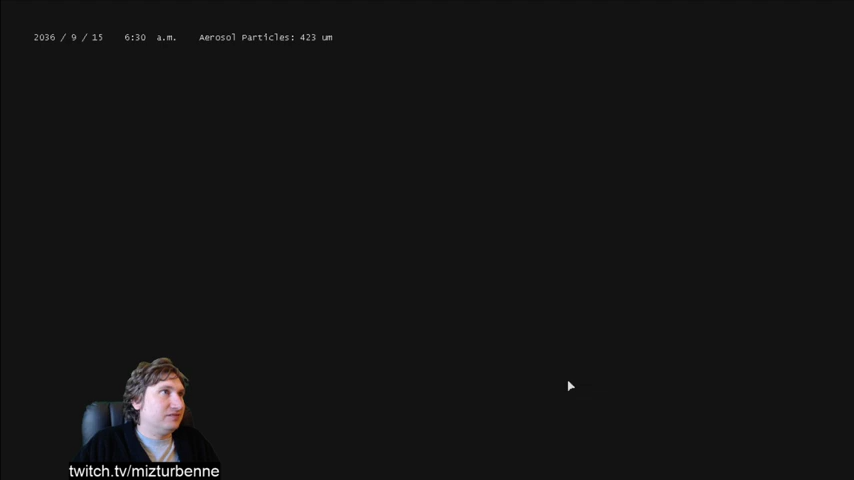 2036 / 9 / 15 6:30 a.m. Aerosol Particles: 423 um
twitch.tv/mizturbenne